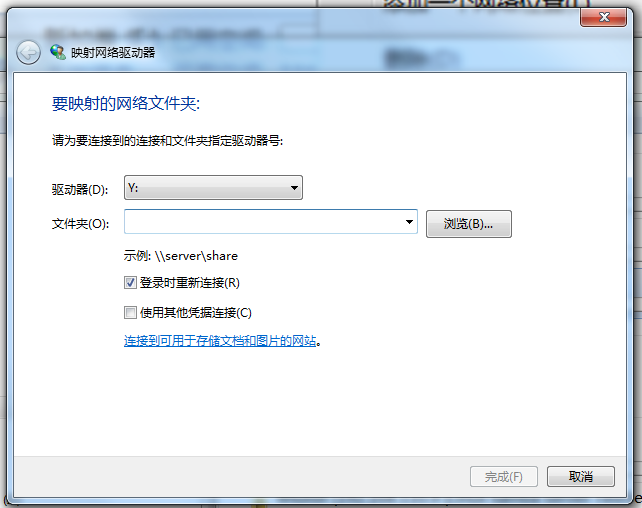 映射网络驱动器
要映射的网络文件夹:
请为要连接到的连接和文件夹指定驱动器号:
驱动器(D): Y:
文件夹(O): 浏览(B)...
示例: \\server\share
登录时重新连接(R)
使用其他凭据连接(C)
连接到可用于存储文档和图片的网站。
完成(F) 取消